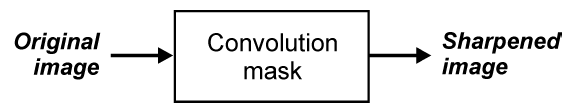 Original
image
Convolution
mask
Sharpened
image